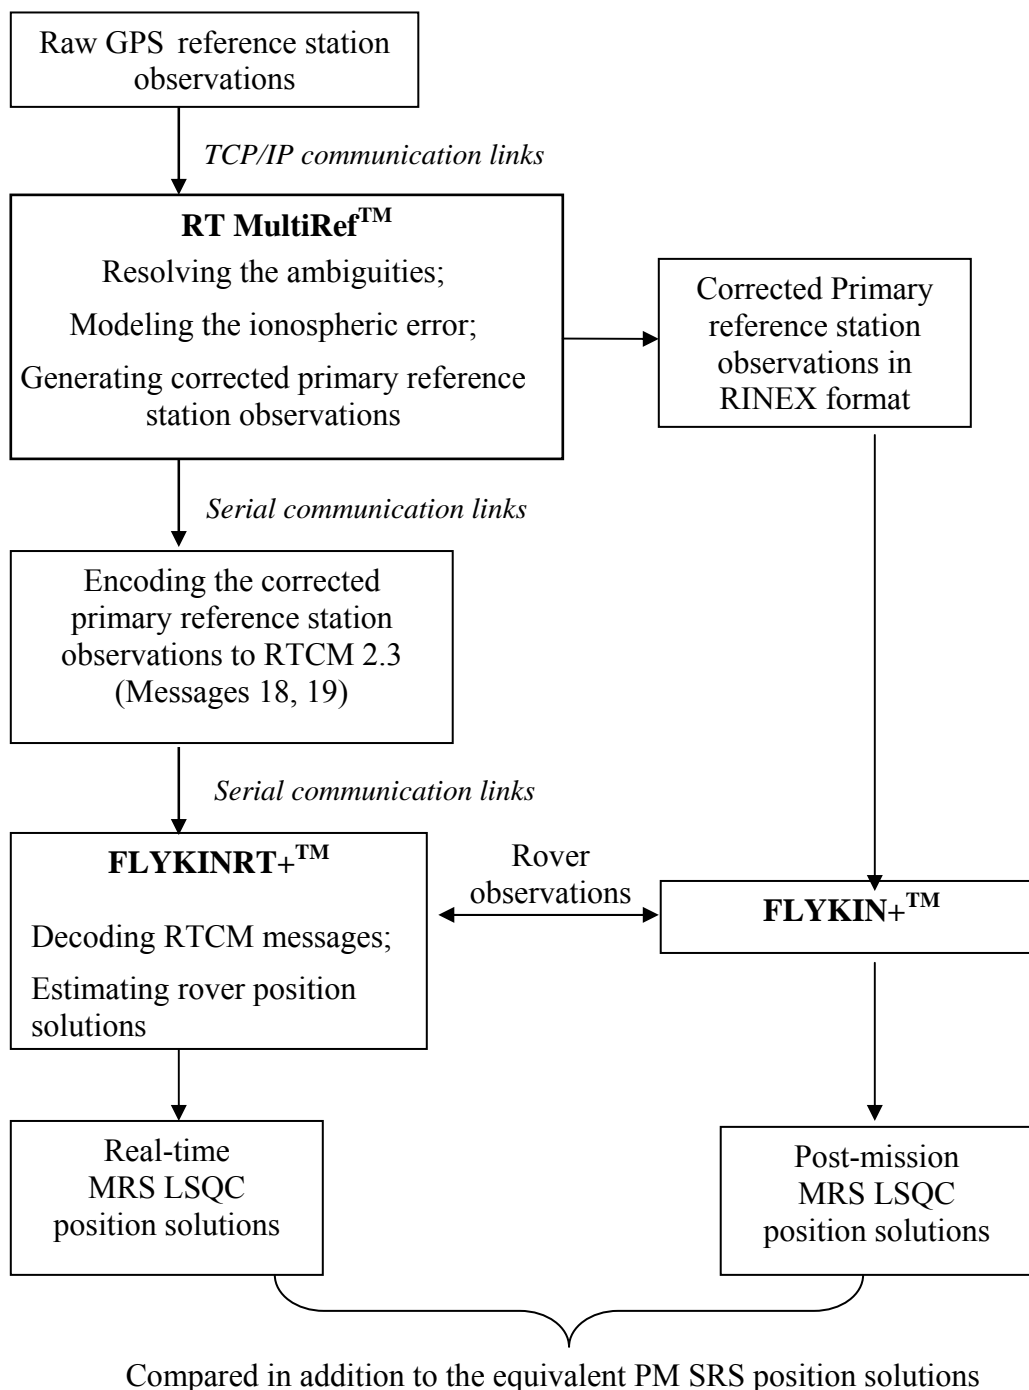 Raw GPS reference station
observations
TCP/IP communication links
RT MultiRef™
Resolving the ambiguities;
Modeling the ionospheric error;
Generating corrected primary reference
station observations
Corrected Primary
reference station
observations in
RINEX format
Serial communication links
Encoding the corrected
primary reference station
observations to RTCM 2.3
(Messages 18, 19)
Serial communication links
FLYKINRT+™
Decoding RTCM messages;
Estimating rover position
solutions
Rover
observations
FLYKIN+™
Real-time
MRS LSQC
position solutions
Post-mission
MRS LSQC
position solutions
Compared in addition to the equivalent PM SRS position solutions